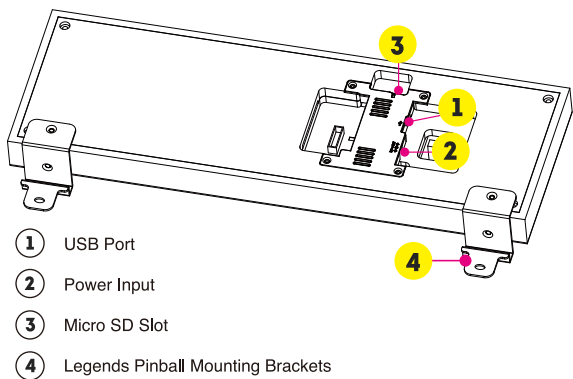 3
1
2
4
1 USB Port
2 Power Input
3 Micro SD Slot
4 Legends Pinball Mounting Brackets